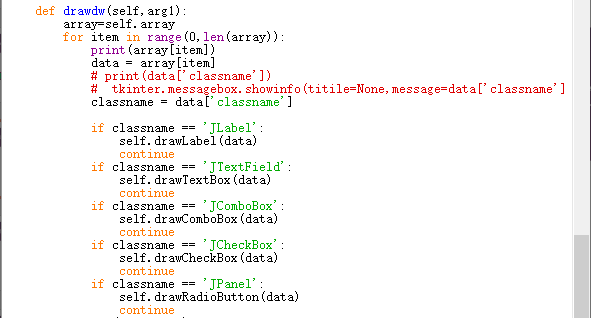 def drawdw(self,arg1):
    array=self.array
    for item in range(0,len(array)):
        print(array[item])
        data = array[item]
        # print(data['classname'])
        #  tkinter.messagebox.showinfo(titile=None,message=data['classname']
        classname = data['classname']

        if classname == 'JLabel':
            self.drawLabel(data)
            continue
        if classname == 'JTextField':
            self.drawTextBox(data)
            continue
        if classname == 'JComboBox':
            self.drawComboBox(data)
            continue
        if classname == 'JCheckBox':
            self.drawCheckBox(data)
            continue
        if classname == 'JPanel':
            self.drawRadioButton(data)
            continue